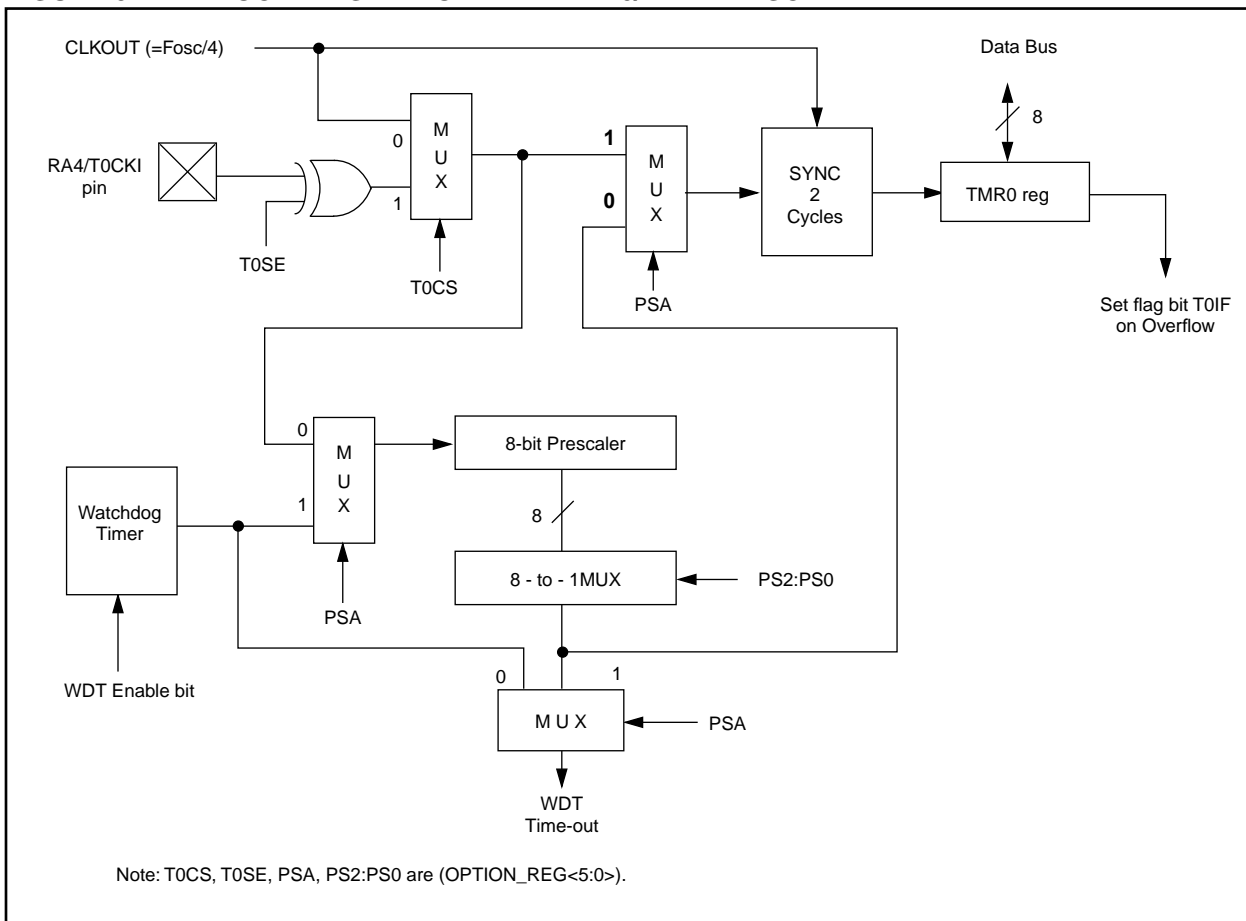 CLKOUT (=Fosc/4)
Data Bus
8
RA4/T0CKI
pin
T0SE
0
1
M
U
X
T0CS
1
0
M
U
X
PSA
SYNC
2
Cycles
TMR0 reg
Set flag bit T0IF
on Overflow
Watchdog
Timer
WDT Enable bit
0
1
M
U
X
PSA
8-bit Prescaler
8
8 - to - 1MUX
PS2:PS0
0
1
M U X
PSA
WDT
Time-out
Note: T0CS, T0SE, PSA, PS2:PS0 are (OPTION_REG<5:0>).